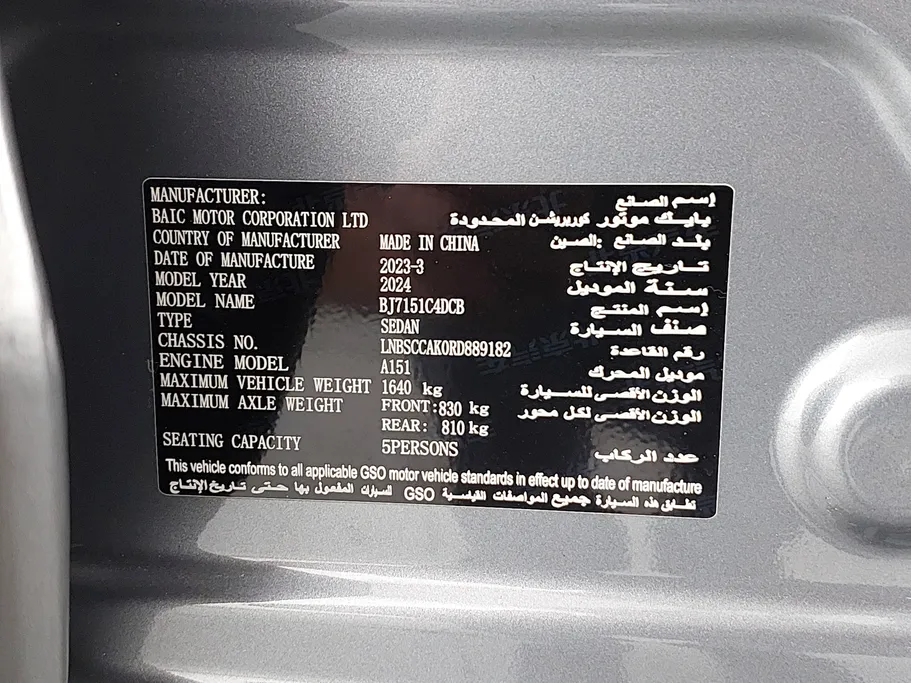 MANUFACTURER: إسم الصانع
BAIC MOTOR CORPORATION LTD بايك موتور كوربريشن المحدودة
COUNTRY OF MANUFACTURER MADE IN CHINA بلد الصانع :الصين
DATE OF MANUFACTURE 2023-3 تاريخ الإنتاج
MODEL YEAR 2024 سنة الموديل
MODEL NAME BJ7151C4DCB إسم المنتج
TYPE SEDAN صنف السيارة
CHASSIS NO. LNBSCCAK0RD889182 رقم القاعدة
ENGINE MODEL A151 موديل المحرك
MAXIMUM VEHICLE WEIGHT 1640 kg الوزن الأقصى للسيارة
MAXIMUM AXLE WEIGHT FRONT:830 kg الوزن الأقصى لكل محور
REAR: 810 kg
SEATING CAPACITY 5PERSONS عدد الركاب
This vehicle conforms to all applicable GSO motor vehicle standards in effect up to date of manufacture
تطابق هذه السيارة جميع المواصفات القياسية GSO للسيارات المفعول بها حتى تاريخ الإنتاج